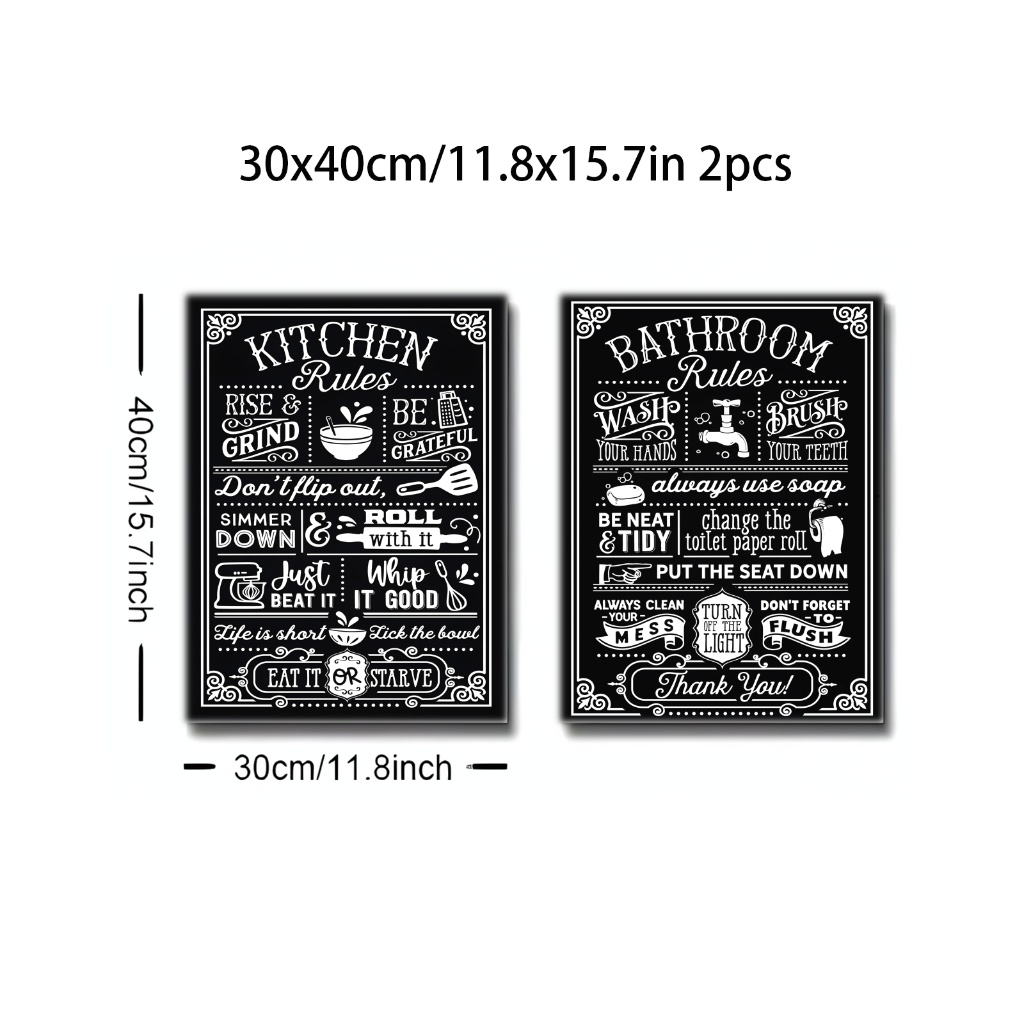 30x40cm/11.8x15.7in 2pcs
40cm/15.7inch
KITCHEN
Rules
RISE &
GRIND
BE
GRATEFUL
Don't flip out,
SIMMER
DOWN
&
ROLL
with it
Just
BEAT IT
Whip
IT GOOD
Life is short
Lick the bowl
EAT IT OR STARVE
BATHROOM
Rules
WASH
YOUR HANDS
BRUSH
YOUR TEETH
always use soap
BE NEAT
& TIDY
change the
toilet paper roll
PUT THE SEAT DOWN
ALWAYS CLEAN
-YOUR-
MESS
TURN
OFF THE
LIGHT
DON'T FORGET
-TO-
FLUSH
Thank You!
30cm/11.8inch